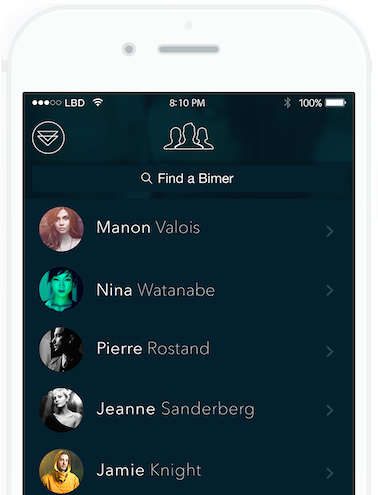 LBD 8:10 PM 100%
Find a Bimer
Manon Valois
Nina Watanabe
Pierre Rostand
Jeanne Sanderberg
Jamie Knight